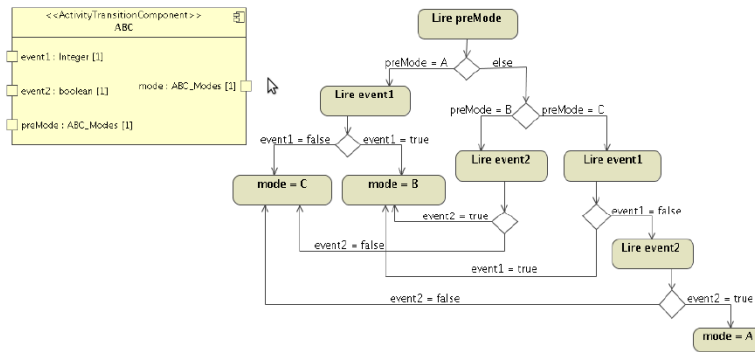 <<ActivityTransitionComponent>>
ABC
event1 : Integer [1]
event2 : boolean [1]
mode : ABC_Modes [1]
preMode : ABC_Modes [1]
Lire preMode
preMode = A
else
Lire event1
preMode = B
preMode = C
event1 = false
event1 = true
Lire event2
Lire event1
mode = C
mode = B
event2 = true
event1 = false
event2 = false
Lire event2
event1 = true
event2 = false
event2 = true
mode = A